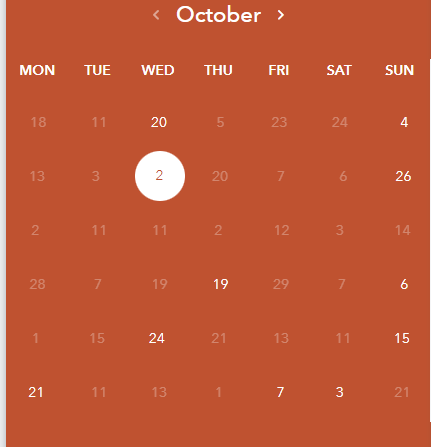 ‹ October ›
MON TUE WED THU FRI SAT SUN
18 11 20 5 23 24 4
13 3 2 20 7 6 26
2 11 11 2 12 3 14
28 7 19 19 29 7 6
1 15 24 21 13 11 15
21 11 13 1 7 3 21